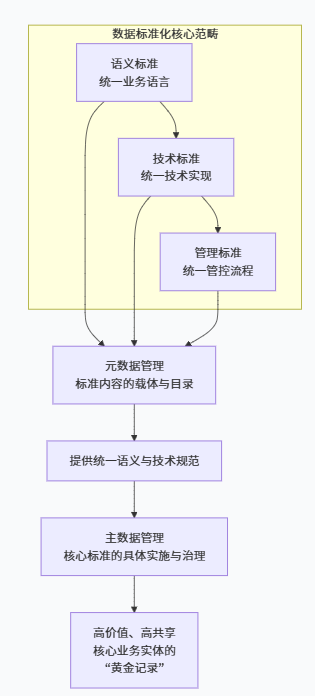 数据标准化核心范畴
语义标准
统一业务语言
技术标准
统一技术实现
管理标准
统一管控流程
元数据管理
标准内容的载体与目录
提供统一语义与技术规范
主数据管理
核心标准的具体实施与治理
高价值、高共享
核心业务实体的
“黄金记录”